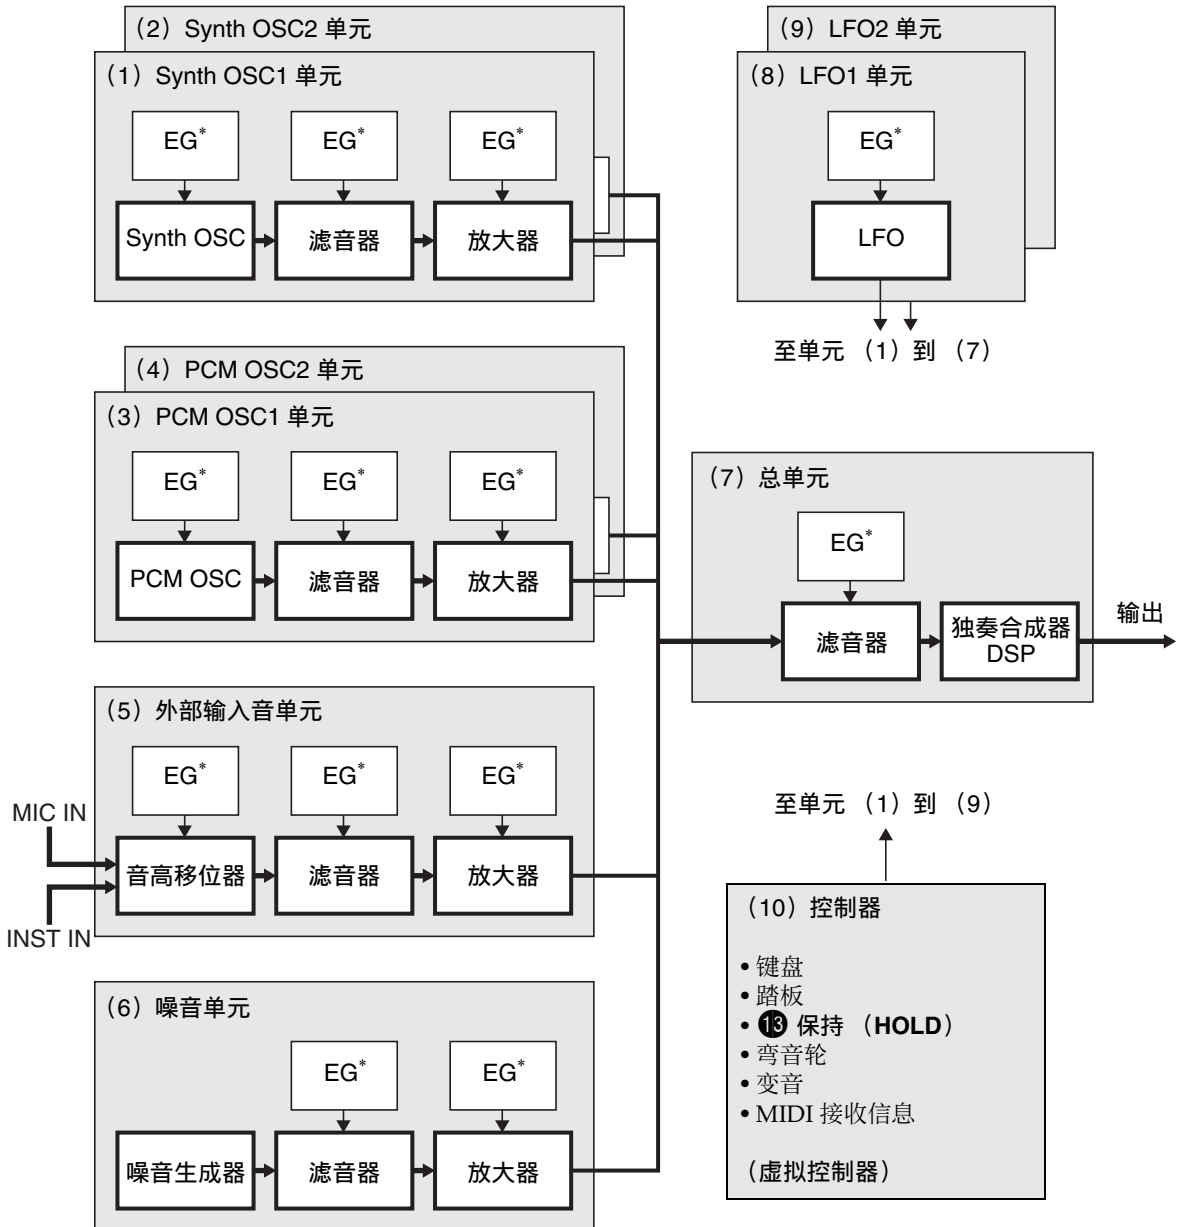 （2）Synth OSC2 单元
（1）Synth OSC1 单元
EG*
EG*
EG*
Synth OSC
滤音器
放大器
（9）LFO2 单元
（8）LFO1 单元
EG*
LFO
至单元 （1）到 （7）
（4）PCM OSC2 单元
（3）PCM OSC1 单元
EG*
EG*
EG*
PCM OSC
滤音器
放大器
（7）总单元
EG*
滤音器
独奏合成器
DSP
输出
（5）外部输入音单元
EG*
EG*
EG*
MIC IN
音高移位器
滤音器
放大器
INST IN
（6）噪音单元
EG*
EG*
噪音生成器
滤音器
放大器
至单元 （1）到 （9）
（10）控制器
• 键盘
• 踏板
• ⓭ 保持 （HOLD）
• 弯音轮
• 变音
• MIDI 接收信息
（虚拟控制器）